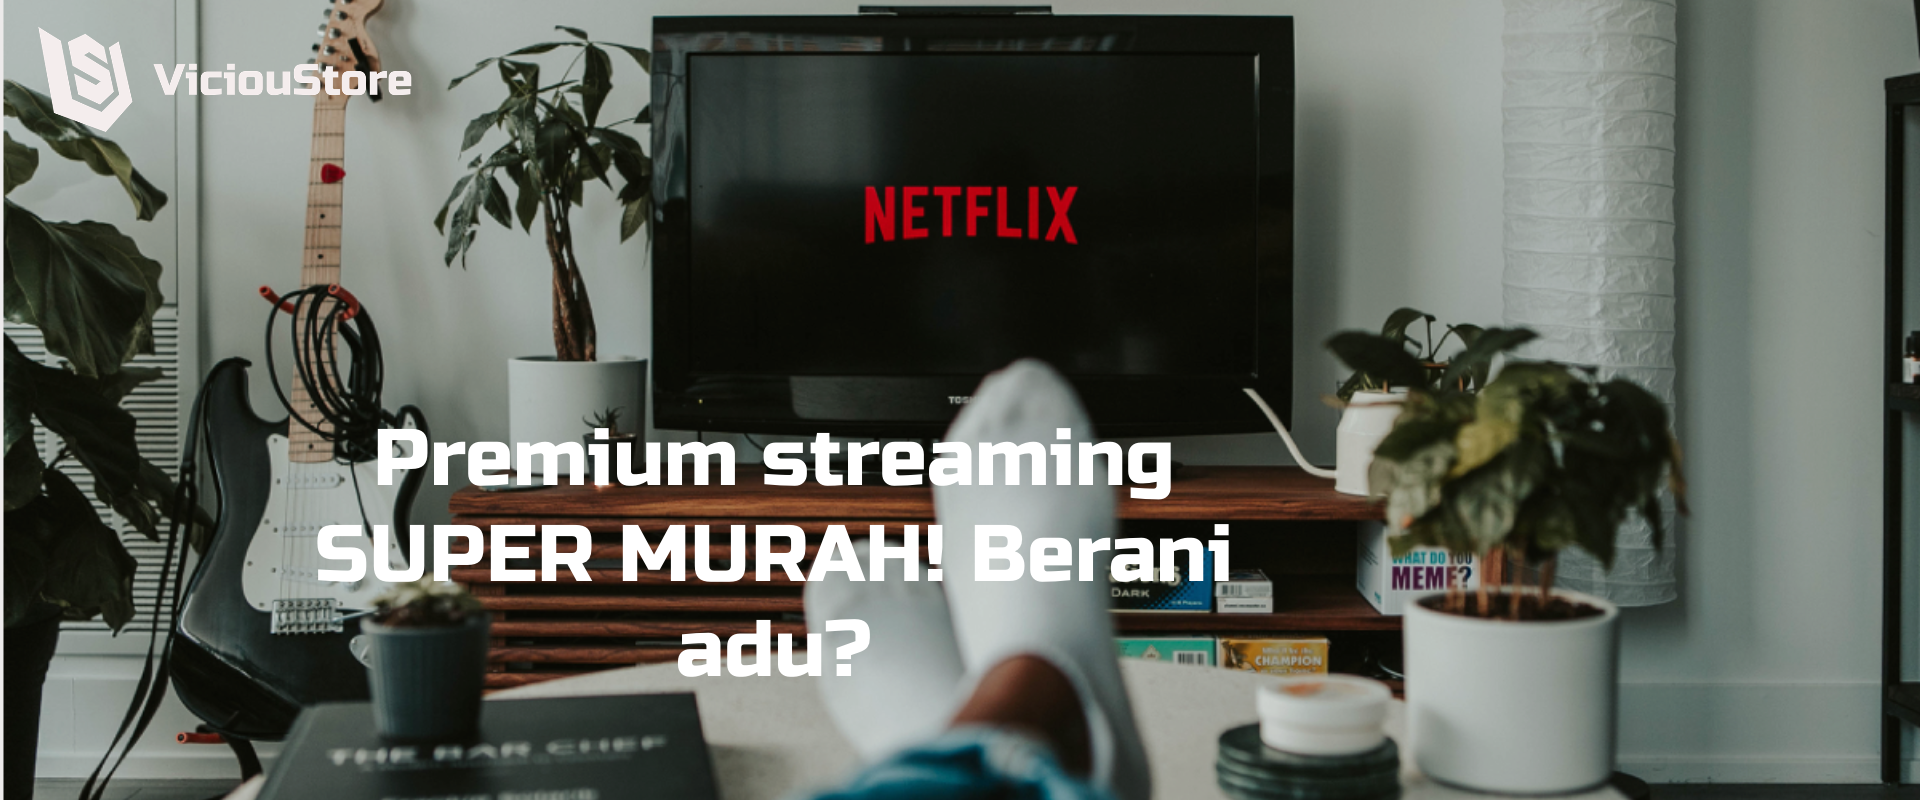 ViciouStore
NETFLIX
Premium streaming
SUPER MURAH! Berani
adu?
DARK
WHAT DO YOU
MEME?
CHAMPION
THE BAR CHEF